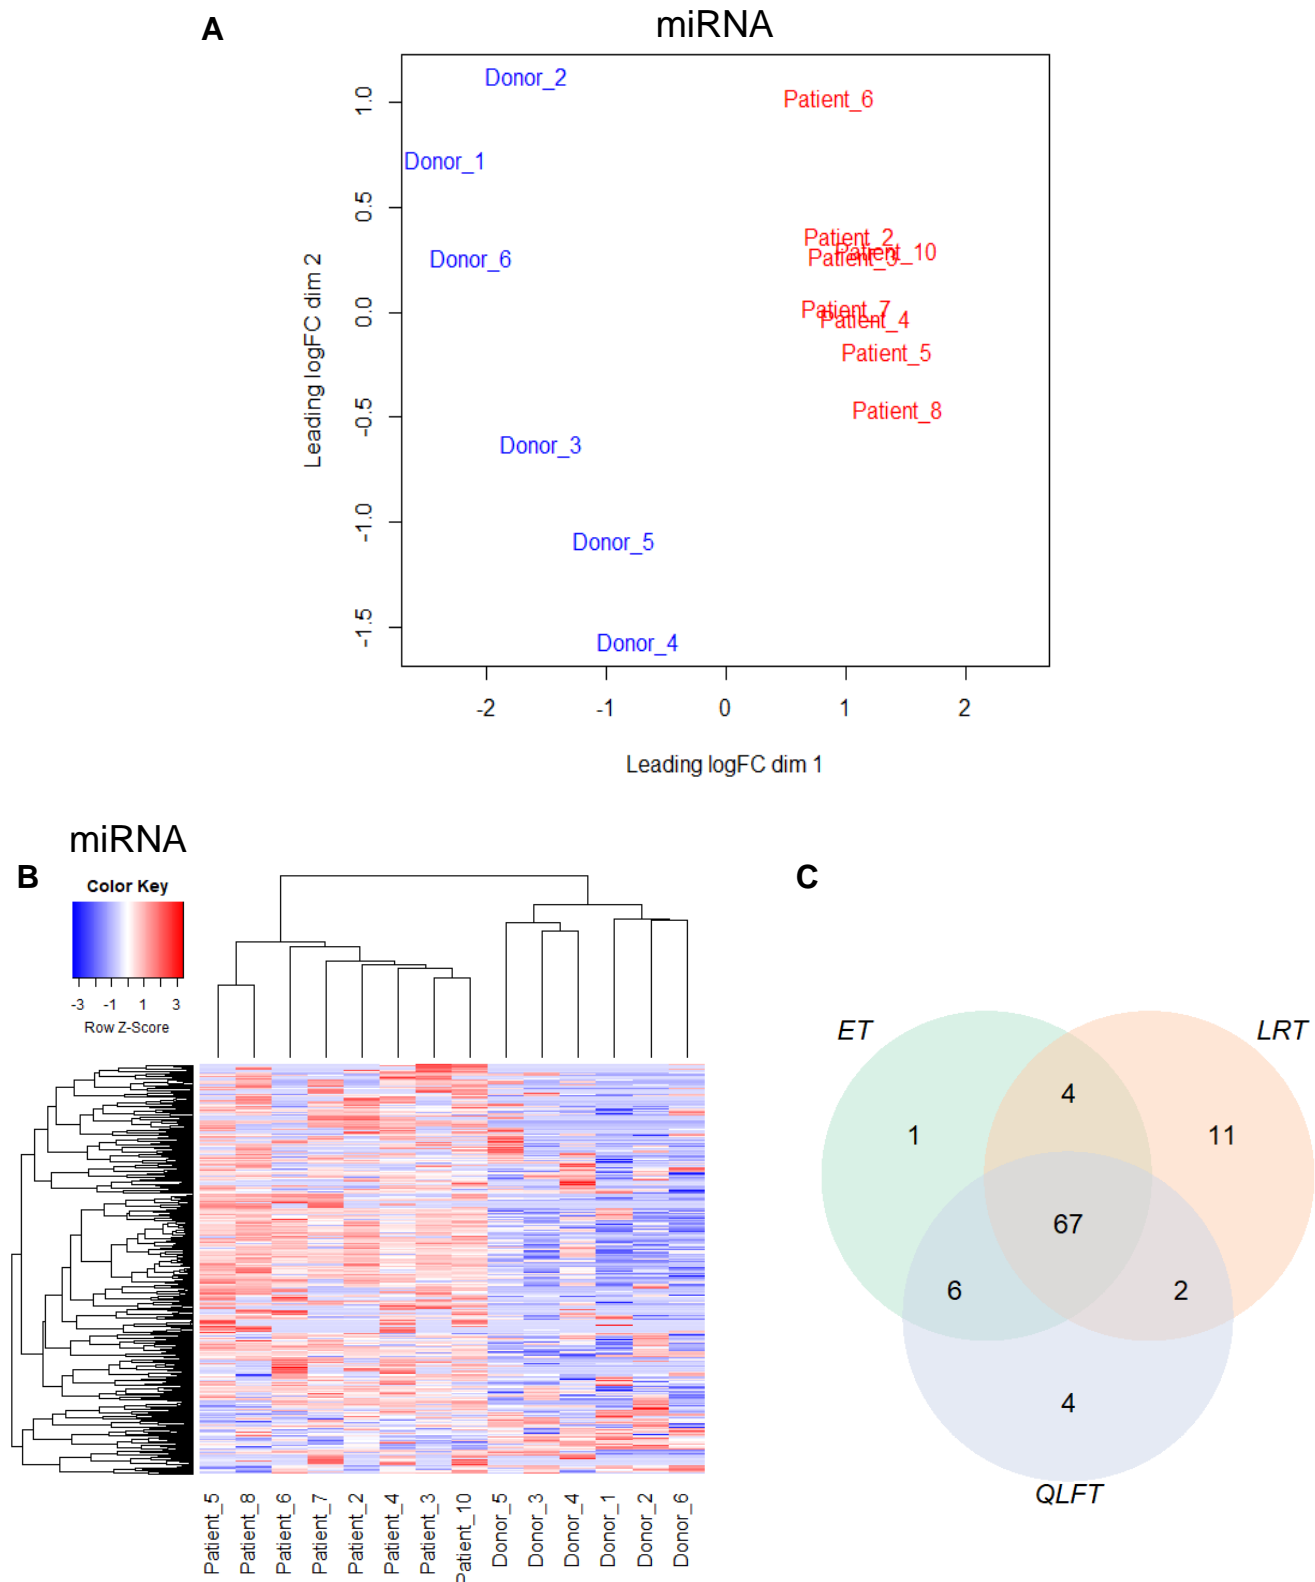 A
miRNA
Donor_2
Patient_6
Donor_1
Patient_2
Patient_10
Patient_3
Donor_6
Patient_7
Patient_4
Patient_5
Patient_8
Donor_3
Donor_5
Donor_4
1.0
0.5
0.0
-0.5
-1.0
-1.5
Leading logFC dim 2
-2 -1 0 1 2
Leading logFC dim 1
miRNA
B
Color Key
-3 -1 1 3
Row Z-Score
Patient_5
Patient_8
Patient_6
Patient_7
Patient_2
Patient_4
Patient_3
Patient_10
Donor_5
Donor_3
Donor_4
Donor_1
Donor_2
Donor_6
C
ET
LRT
4
1
11
67
6
2
4
QLFT